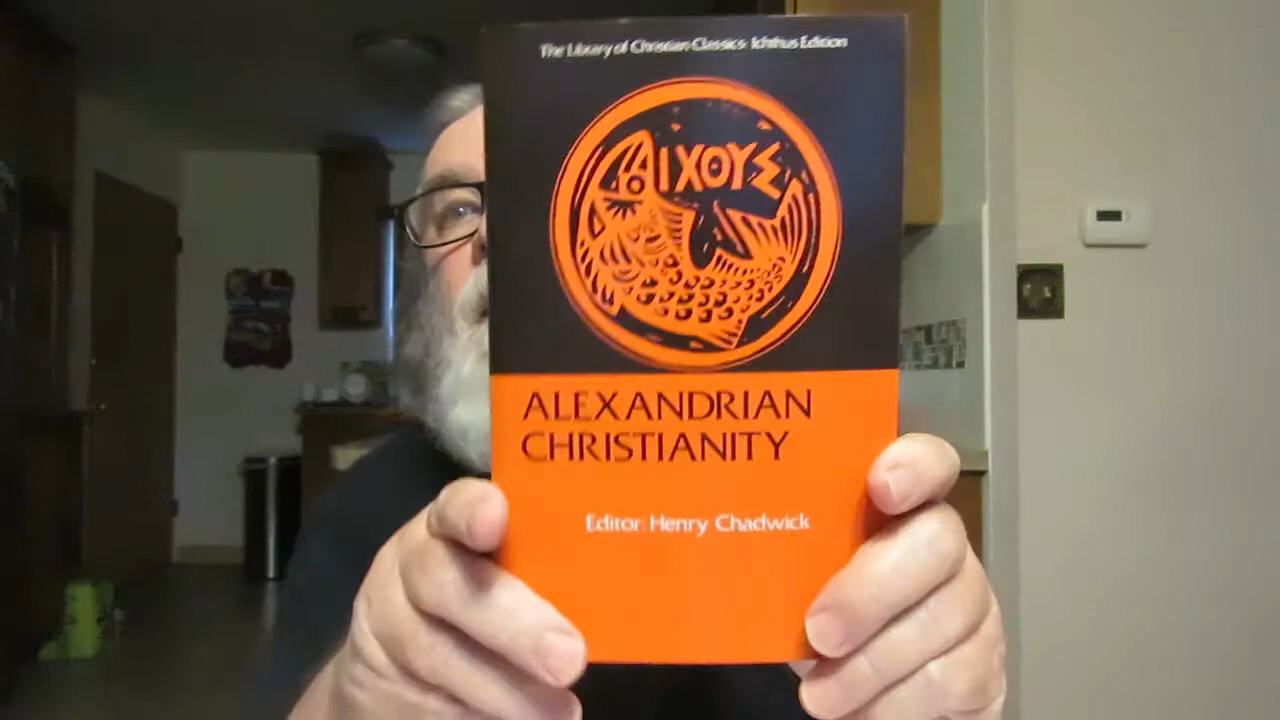 The Library of Christian Classics: Ichthus Edition
ΙΧΘΥΣ
ALEXANDRIAN
CHRISTIANITY
Editor: Henry Chadwick